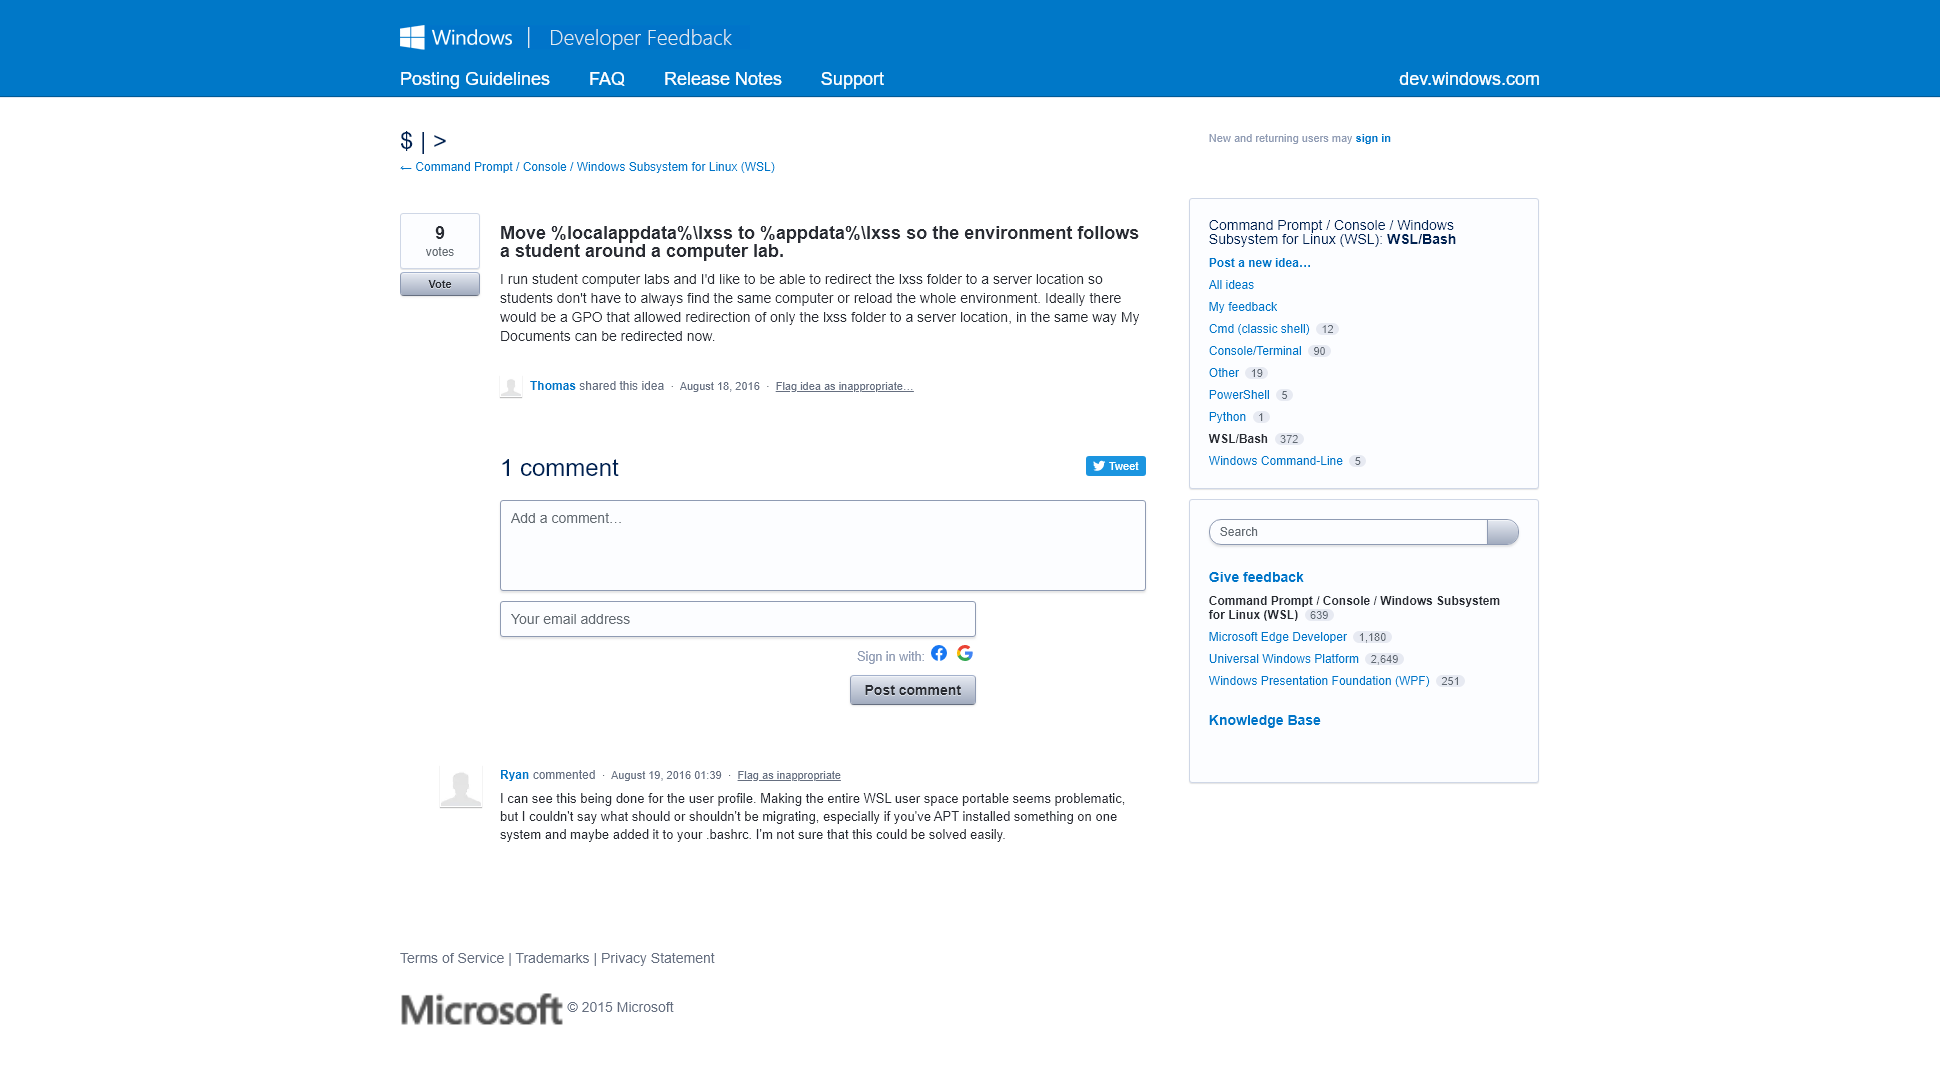 Windows | Developer Feedback
Posting Guidelines FAQ Release Notes Support dev.windows.com
$ | >
New and returning users may sign in
← Command Prompt / Console / Windows Subsystem for Linux (WSL)
9
votes
Vote
Move %localappdata%\lxss to %appdata%\lxss so the environment follows
a student around a computer lab.
I run student computer labs and I'd like to be able to redirect the lxss folder to a server location so
students don't have to always find the same computer or reload the whole environment. Ideally there
would be a GPO that allowed redirection of only the lxss folder to a server location, in the same way My
Documents can be redirected now.
Thomas shared this idea · August 18, 2016 · Flag idea as inappropriate…
1 comment
Tweet
Add a comment…
Your email address
Sign in with:
Post comment
Ryan commented · August 19, 2016 01:39 · Flag as inappropriate
I can see this being done for the user profile. Making the entire WSL user space portable seems problematic,
but I couldn’t say what should or shouldn’t be migrating, especially if you’ve APT installed something on one
system and maybe added it to your .bashrc. I’m not sure that this could be solved easily.
Command Prompt / Console / Windows
Subsystem for Linux (WSL): WSL/Bash
Post a new idea…
All ideas
My feedback
Cmd (classic shell) 12
Console/Terminal 90
Other 19
PowerShell 5
Python 1
WSL/Bash 372
Windows Command-Line 5
Search
Give feedback
Command Prompt / Console / Windows Subsystem
for Linux (WSL) 639
Microsoft Edge Developer 1,180
Universal Windows Platform 2,649
Windows Presentation Foundation (WPF) 251
Knowledge Base
Terms of Service | Trademarks | Privacy Statement
Microsoft © 2015 Microsoft